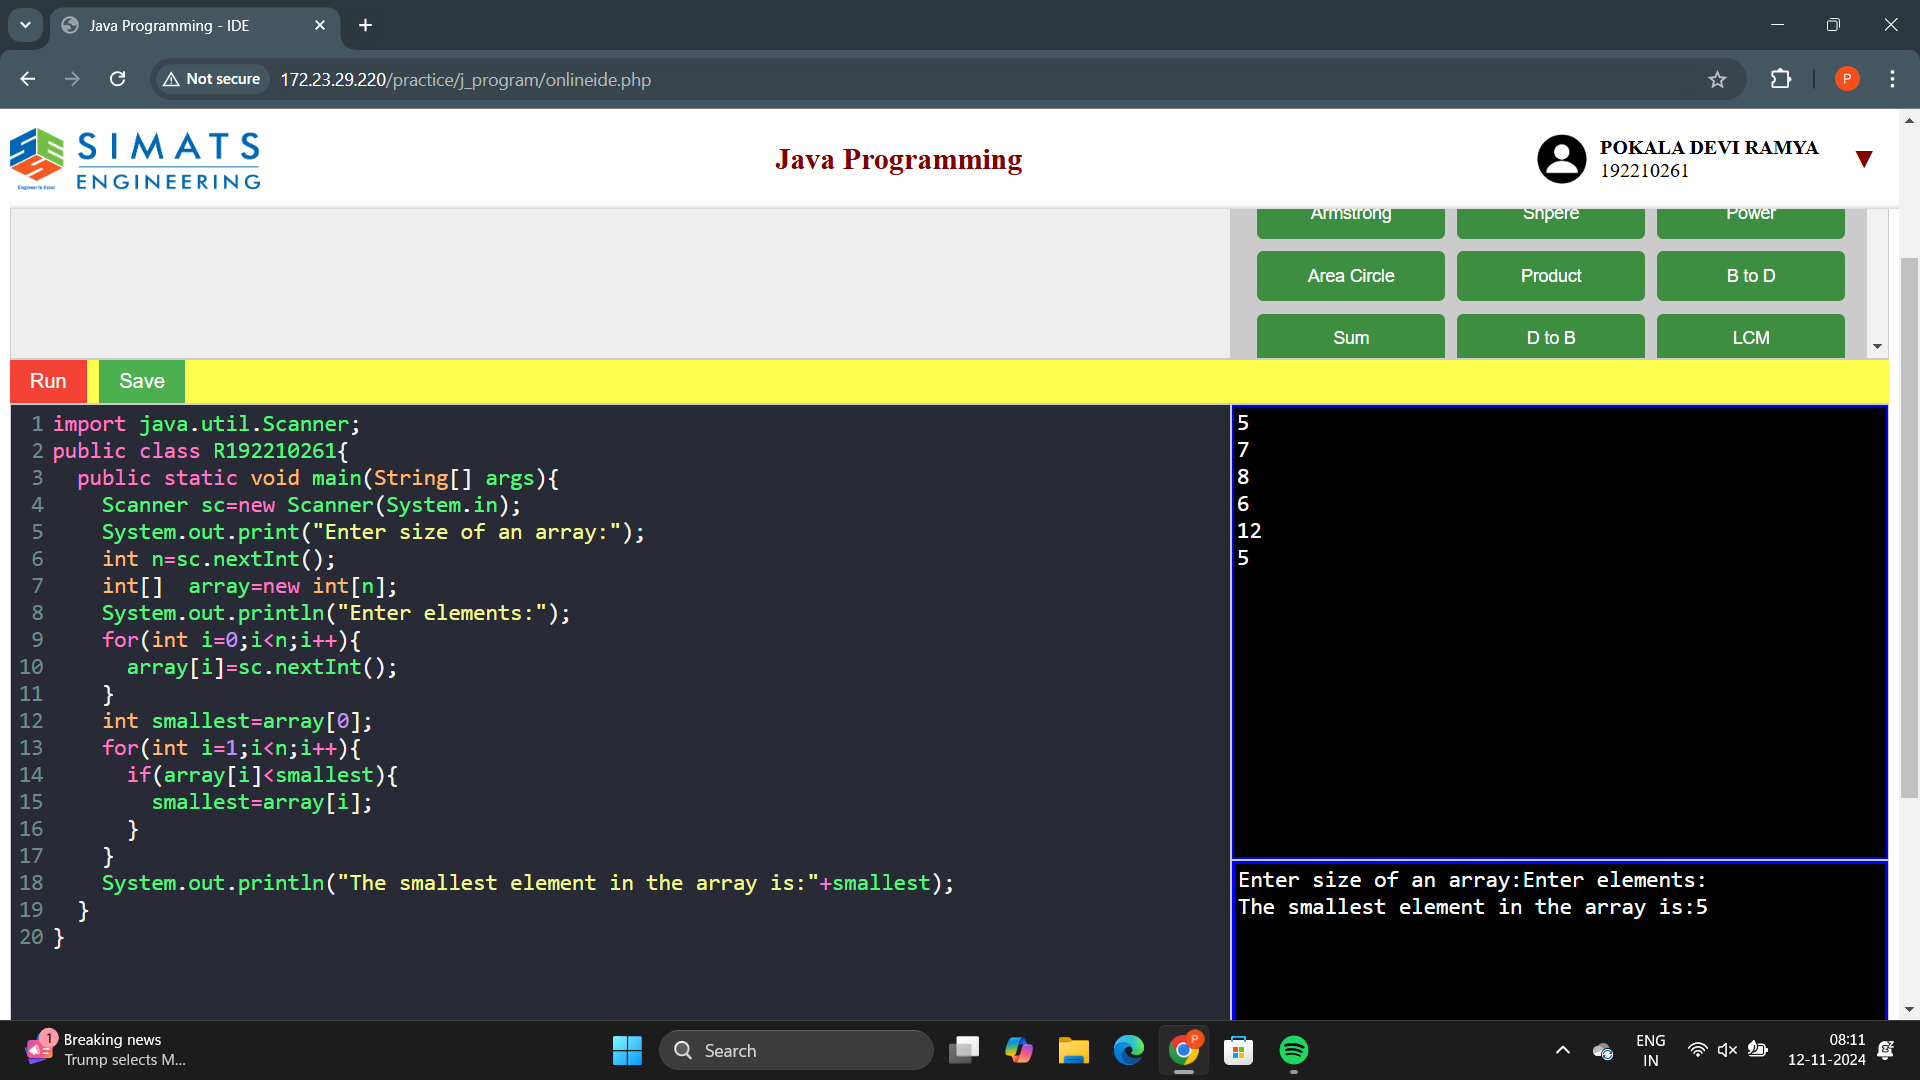 Java Programming - IDE
Not secure
172.23.29.220/practice/j_program/onlineide.php
P
SIMATS
ENGINEERING
Engineer to Excel
Java Programming
POKALA DEVI RAMYA
192210261
Armstrong
Shpere
Power
Area Circle
Product
B to D
Sum
D to B
LCM
Run
Save
1 import java.util.Scanner;
2 public class R192210261{
3   public static void main(String[] args){
4     Scanner sc=new Scanner(System.in);
5     System.out.print("Enter size of an array:");
6     int n=sc.nextInt();
7     int[]  array=new int[n];
8     System.out.println("Enter elements:");
9     for(int i=0;i<n;i++){
10       array[i]=sc.nextInt();
11     }
12     int smallest=array[0];
13     for(int i=1;i<n;i++){
14       if(array[i]<smallest){
15         smallest=array[i];
16       }
17     }
18     System.out.println("The smallest element in the array is:"+smallest);
19   }
20 }
5
7
8
6
12
5
Enter size of an array:Enter elements:
The smallest element in the array is:5
1
Breaking news
Trump selects M...
Search
P
ENG
IN
08:11
12-11-2024